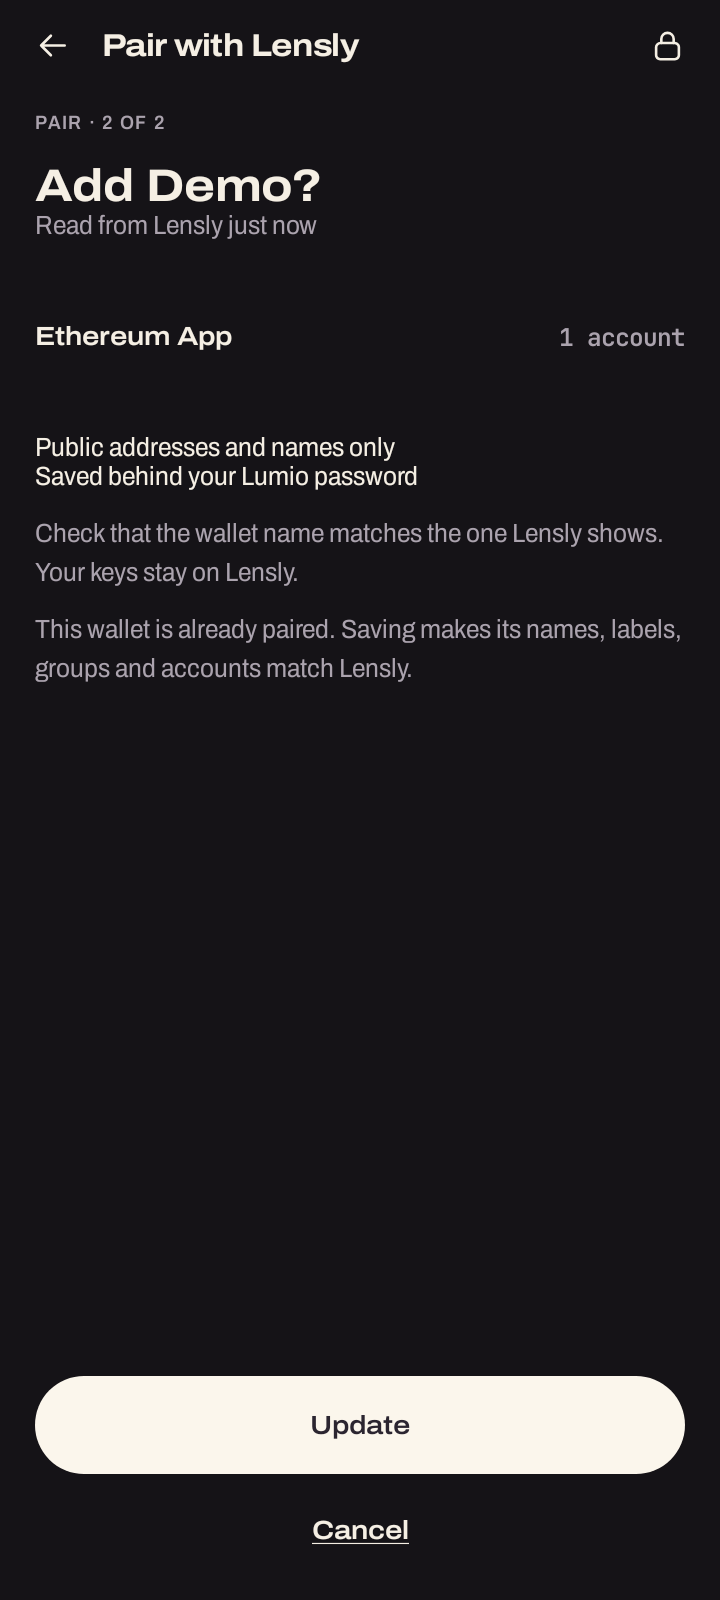 Pair with Lensly
PAIR · 2 OF 2
Add Demo?
Read from Lensly just now
Ethereum App
1 account
Public addresses and names only
Saved behind your Lumio password
Check that the wallet name matches the one Lensly shows.
Your keys stay on Lensly.
This wallet is already paired. Saving makes its names, labels,
groups and accounts match Lensly.
Update
Cancel